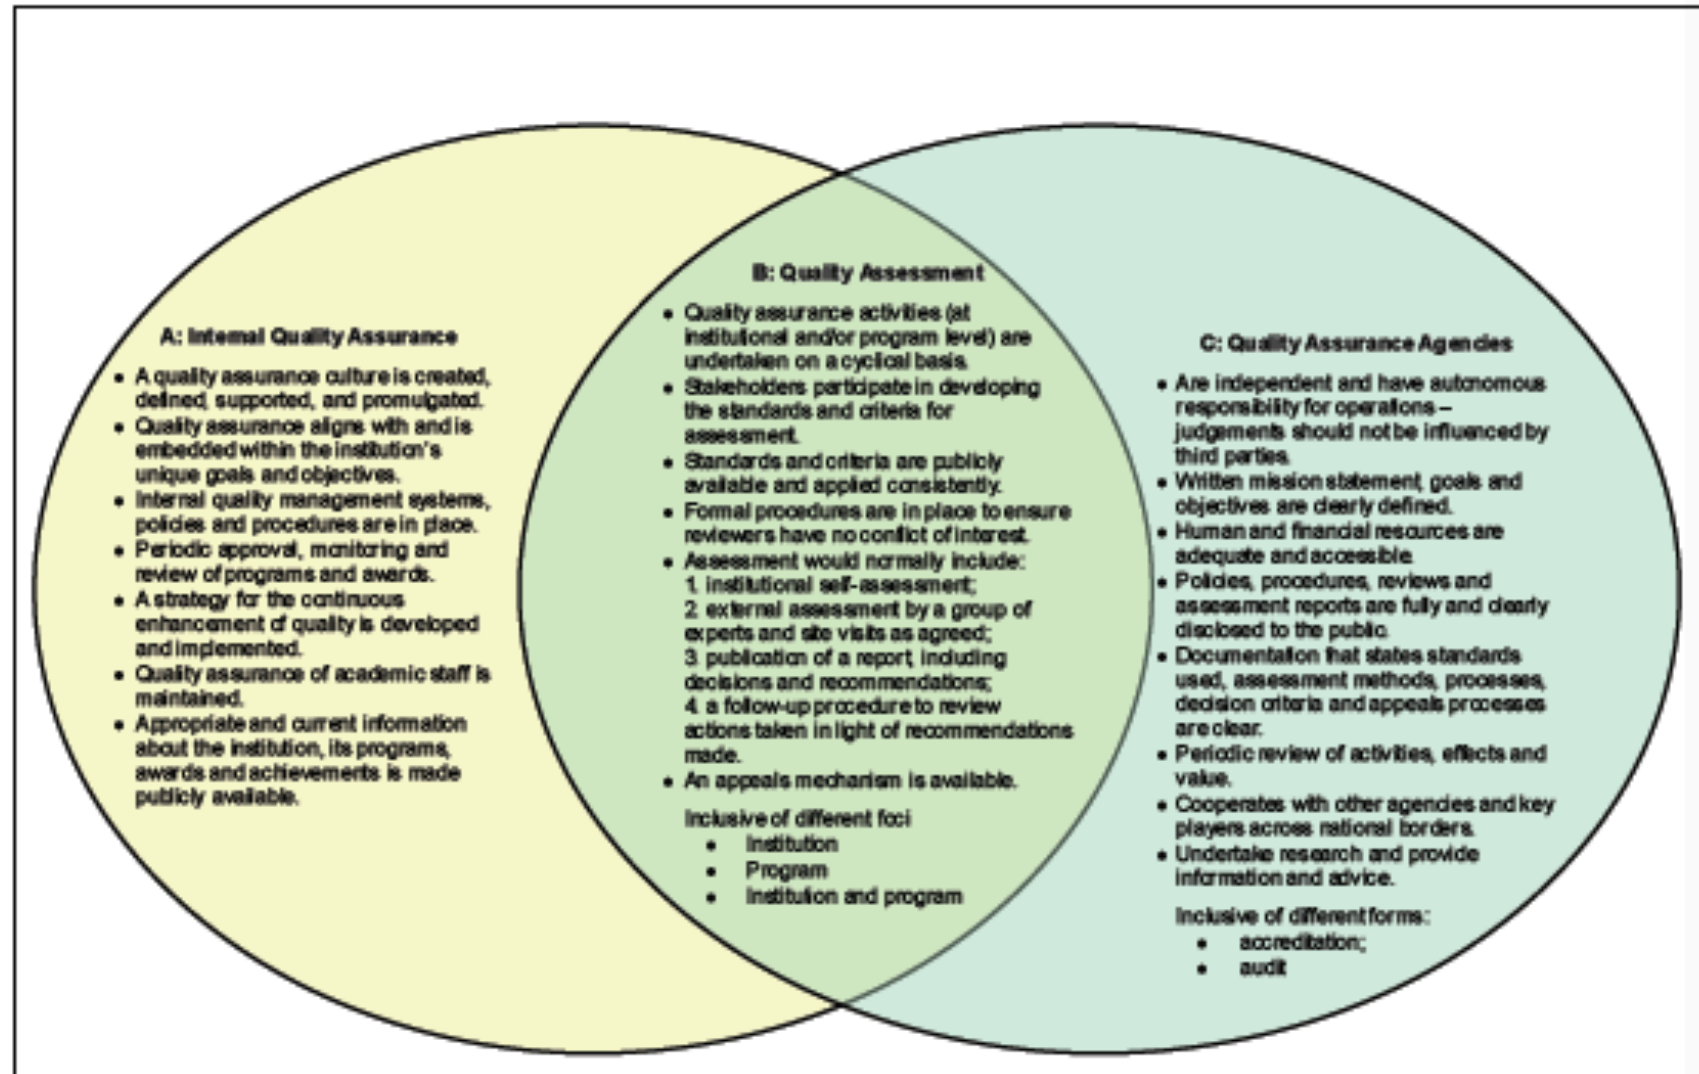 A: Internal Quality Assurance
• A quality assurance culture is created,
defined, supported, and promulgated.
• Quality assurance aligns with and is
embedded within the institution's
unique goals and objectives.
• Internal quality management systems,
policies and procedures are in place.
• Periodic approval, monitoring and
review of programs and awards.
• A strategy for the continuous
enhancement of quality is developed
and implemented.
• Quality assurance of academic staff is
maintained.
• Appropriate and current information
about the institution, its programs,
awards and achievements is made
publicly available.
B: Quality Assessment
• Quality assurance activities (at
institutional and/or program level) are
undertaken on a cyclical basis.
• Stakeholders participate in developing
the standards and criteria for
assessment.
• Standards and criteria are publicly
available and applied consistently.
• Formal procedures are in place to ensure
reviewers have no conflict of interest.
• Assessment would normally include:
1. institutional self-assessment;
2. external assessment by a group of
experts and site visits as agreed;
3. publication of a report, including
decisions and recommendations;
4. a follow-up procedure to review
actions taken in light of recommendations
made.
• An appeals mechanism is available.
Inclusive of different foci
• Institution
• Program
• Institution and program
C: Quality Assurance Agencies
• Are independent and have autonomous
responsibility for operations –
judgements should not be influenced by
third parties.
• Written mission statement, goals and
objectives are clearly defined.
• Human and financial resources are
adequate and accessible.
• Policies, procedures, reviews and
assessment reports are fully and clearly
disclosed to the public.
• Documentation that states standards
used, assessment methods, processes,
decision criteria and appeals processes
are clear.
• Periodic review of activities, effects and
value.
• Cooperates with other agencies and key
players across national borders.
• Undertake research and provide
information and advice.
Inclusive of different forms:
• accreditation;
• audit